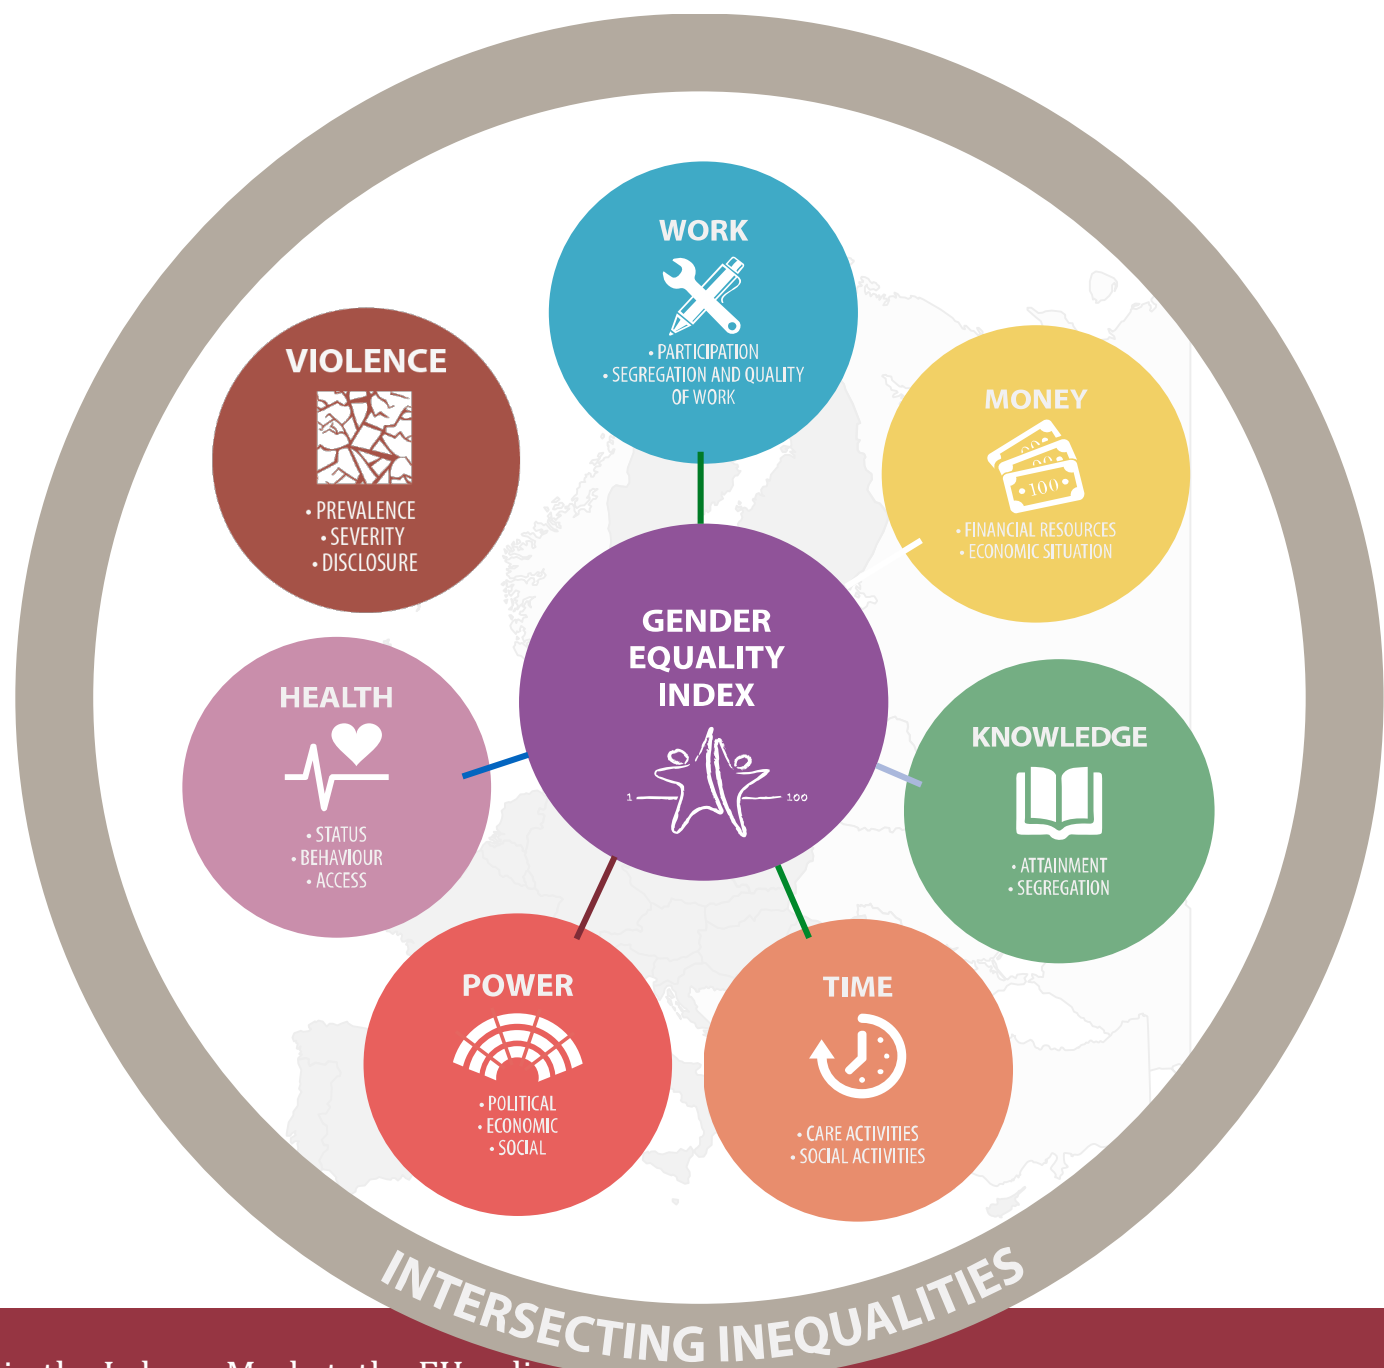 WORK
• PARTICIPATION
• SEGREGATION AND QUALITY
OF WORK
VIOLENCE
• PREVALENCE
• SEVERITY
• DISCLOSURE
MONEY
100
• FINANCIAL RESOURCES
• ECONOMIC SITUATION
GENDER
EQUALITY
INDEX
1
100
HEALTH
• STATUS
• BEHAVIOUR
• ACCESS
KNOWLEDGE
• ATTAINMENT
• SEGREGATION
POWER
• POLITICAL
• ECONOMIC
• SOCIAL
TIME
• CARE ACTIVITIES
• SOCIAL ACTIVITIES
INTERSECTING INEQUALITIES